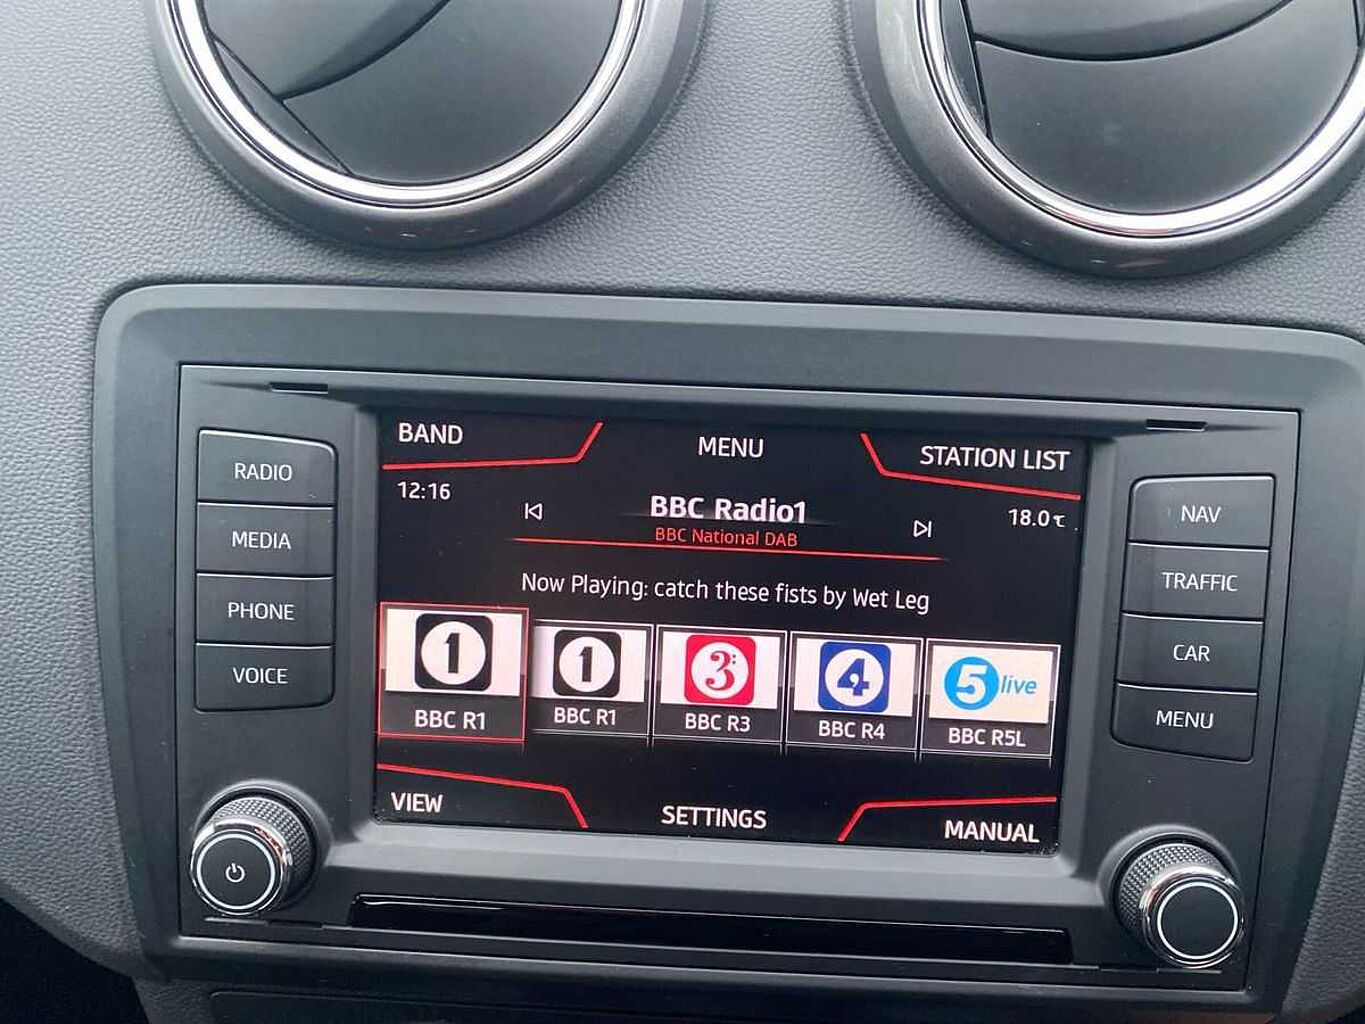 BAND
MENU
STATION LIST
12:16
BBC Radio1
18.0℃
BBC National DAB
Now Playing: catch these fists by Wet Leg
1
1
3
4
5 live
BBC R1
BBC R1
BBC R3
BBC R4
BBC R5L
VIEW
SETTINGS
MANUAL
RADIO
MEDIA
PHONE
VOICE
NAV
TRAFFIC
CAR
MENU